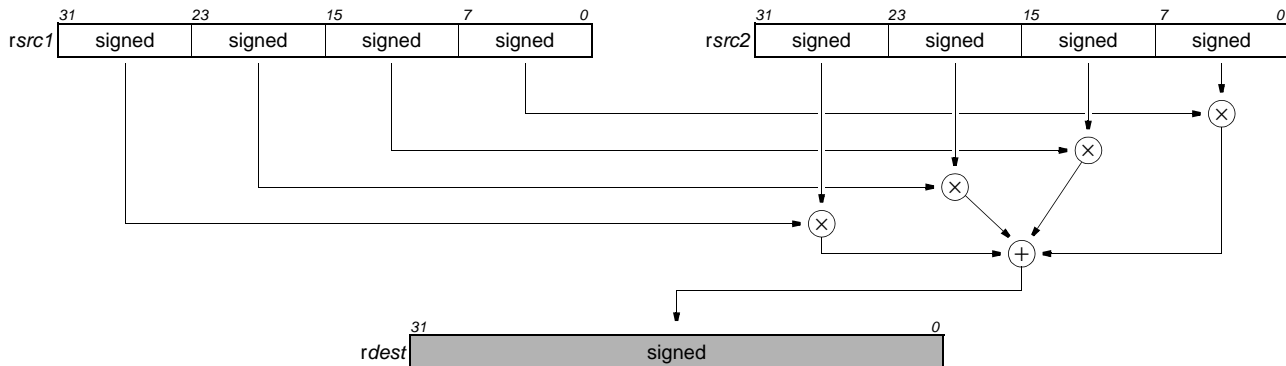 31 23 15 7 0 31 23 15 7 0
rsrc1 signed signed signed signed rsrc2 signed signed signed signed
×
×
×
×
+
31 0
rdest signed